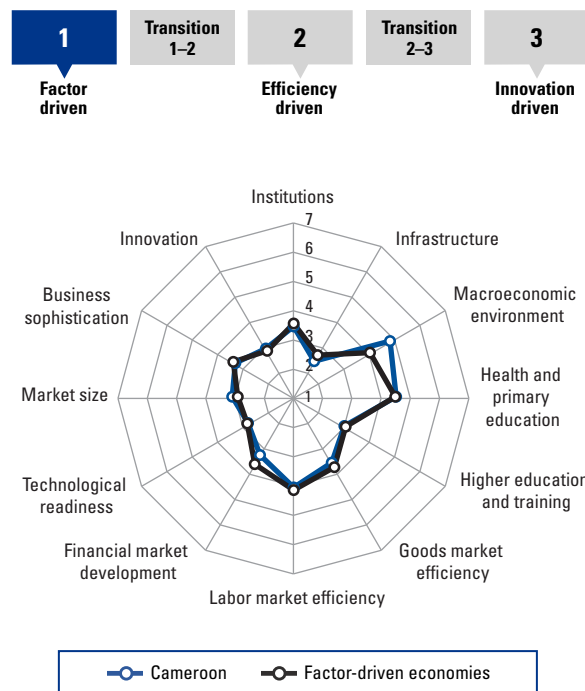 1
Transition
1–2
2
Transition
2–3
3
Factor
driven
Efficiency
driven
Innovation
driven
Institutions
7
Innovation
6
Infrastructure
5
Business
sophistication
4
Macroeconomic
environment
3
2
Market size
1
Health and
primary
education
Technological
readiness
Higher education
and training
Financial market
development
Goods market
efficiency
Labor market efficiency
Cameroon
Factor-driven economies